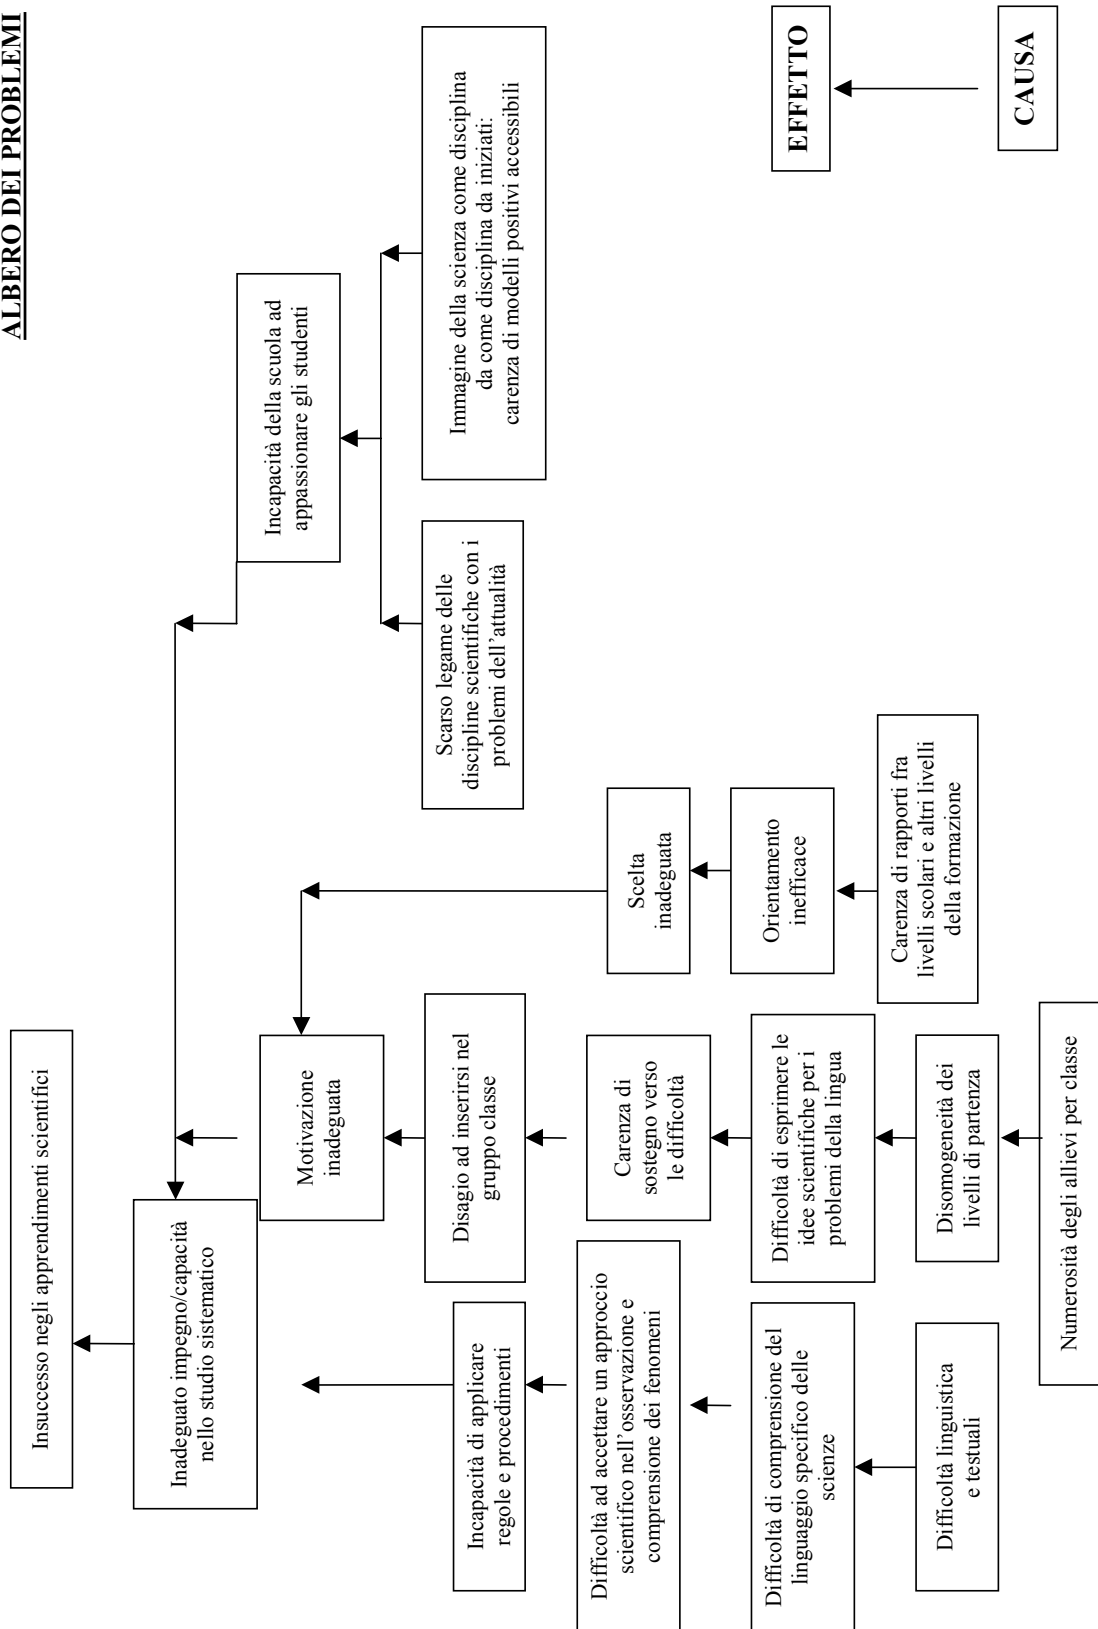 ALBERO DEI PROBLEMI
Insuccesso negli apprendimenti scientifici
Inadeguato impegno/capacità
nello studio sistematico
Motivazione
inadeguata
Incapacità della scuola ad
appassionare gli studenti
Incapacità di applicare
regole e procedimenti
Disagio ad inserirsi nel
gruppo classe
Scarso legame delle
discipline scientifiche con i
problemi dell'attualità
Immagine della scienza come disciplina
da come disciplina da iniziati:
carenza di modelli positivi accessibili
Difficoltà ad accettare un approccio
scientifico nell'osservazione e
comprensione dei fenomeni
Carenza di
sostegno verso
le difficoltà
Scelta
inadeguata
Difficoltà di comprensione del
linguaggio specifico delle
scienze
Difficoltà di esprimere le
idee scientifiche per i
problemi della lingua
Orientamento
inefficace
EFFETTO
Difficoltà linguistica
e testuali
Disomogeneità dei
livelli di partenza
Carenza di rapporti fra
livelli scolari e altri livelli
della formazione
Numerosità degli allievi per classe
CAUSA